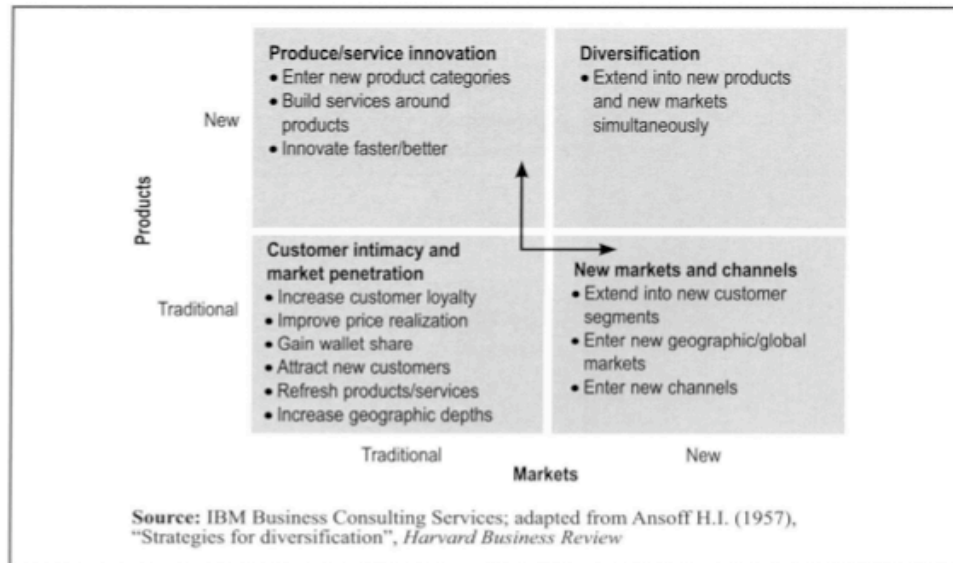 Produce/service innovation
• Enter new product categories
• Build services around
products
• Innovate faster/better
Diversification
• Extend into new products
and new markets
simultaneously
New
Products
Customer intimacy and
market penetration
• Increase customer loyalty
• Improve price realization
• Gain wallet share
• Attract new customers
• Refresh products/services
• Increase geographic depths
New markets and channels
• Extend into new customer
segments
• Enter new geographic/global
markets
• Enter new channels
Traditional
Traditional
New
Markets
Source: IBM Business Consulting Services; adapted from Ansoff H.I. (1957),
"Strategies for diversification", Harvard Business Review